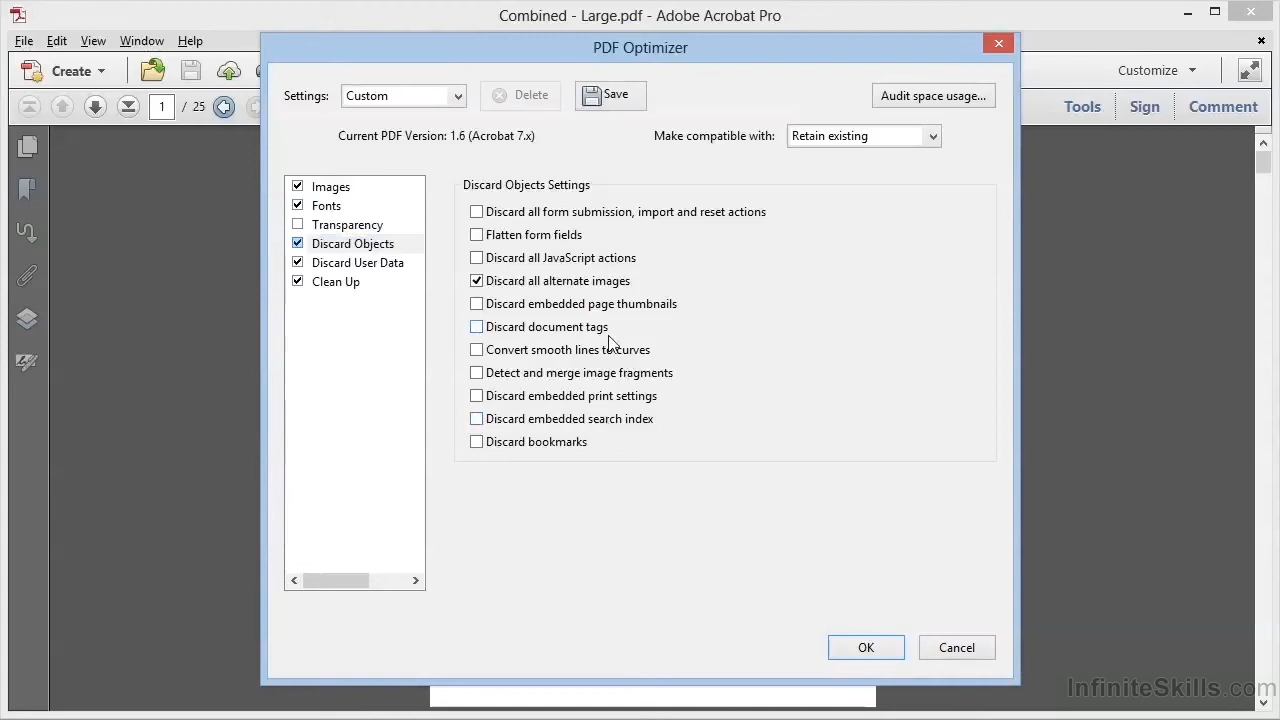 Combined - Large.pdf - Adobe Acrobat Pro
File Edit View Window Help
PDF Optimizer
Create
Customize
1 / 25
Tools Sign Comment
Settings: Custom Delete Save Audit space usage...
Current PDF Version: 1.6 (Acrobat 7.x) Make compatible with: Retain existing
Images
Fonts
Transparency
Discard Objects
Discard User Data
Clean Up
Discard Objects Settings
Discard all form submission, import and reset actions
Flatten form fields
Discard all JavaScript actions
Discard all alternate images
Discard embedded page thumbnails
Discard document tags
Convert smooth lines to curves
Detect and merge image fragments
Discard embedded print settings
Discard embedded search index
Discard bookmarks
OK Cancel
InfiniteSkills.com